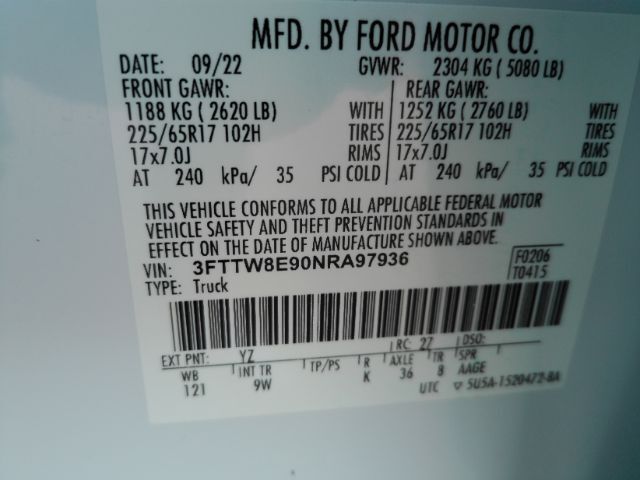 MFD. BY FORD MOTOR CO.
DATE: 09/22 GVWR: 2304 KG ( 5080 LB)
FRONT GAWR: REAR GAWR:
1188 KG ( 2620 LB) WITH 1252 KG ( 2760 LB) WITH
225/65R17 102H TIRES 225/65R17 102H TIRES
17x7.0J RIMS 17x7.0J RIMS
AT 240 kPa/ 35 PSI COLD AT 240 kPa/ 35 PSI COLD
THIS VEHICLE CONFORMS TO ALL APPLICABLE FEDERAL MOTOR
VEHICLE SAFETY AND THEFT PREVENTION STANDARDS IN
EFFECT ON THE DATE OF MANUFACTURE SHOWN ABOVE.
VIN: 3FTTW8E90NRA97936 F0206
TYPE: Truck T0415
EXT PNT: YZ RC: 27 DSO:
WB INT TR TP/PS R AXLE TR SPR
121 9W K 36 8 AAGE
UTC ▽ 5U5A-1520472-BA